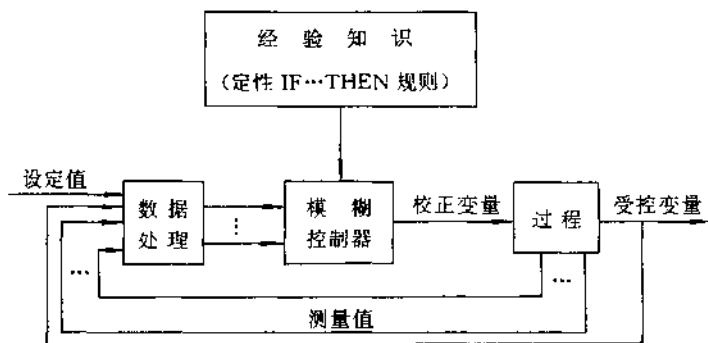 经验知识
(定性 IF…THEN 规则)
设定值
数据
处理
…
模糊
控制器
校正变量
过程
受控变量
…
…
测量值